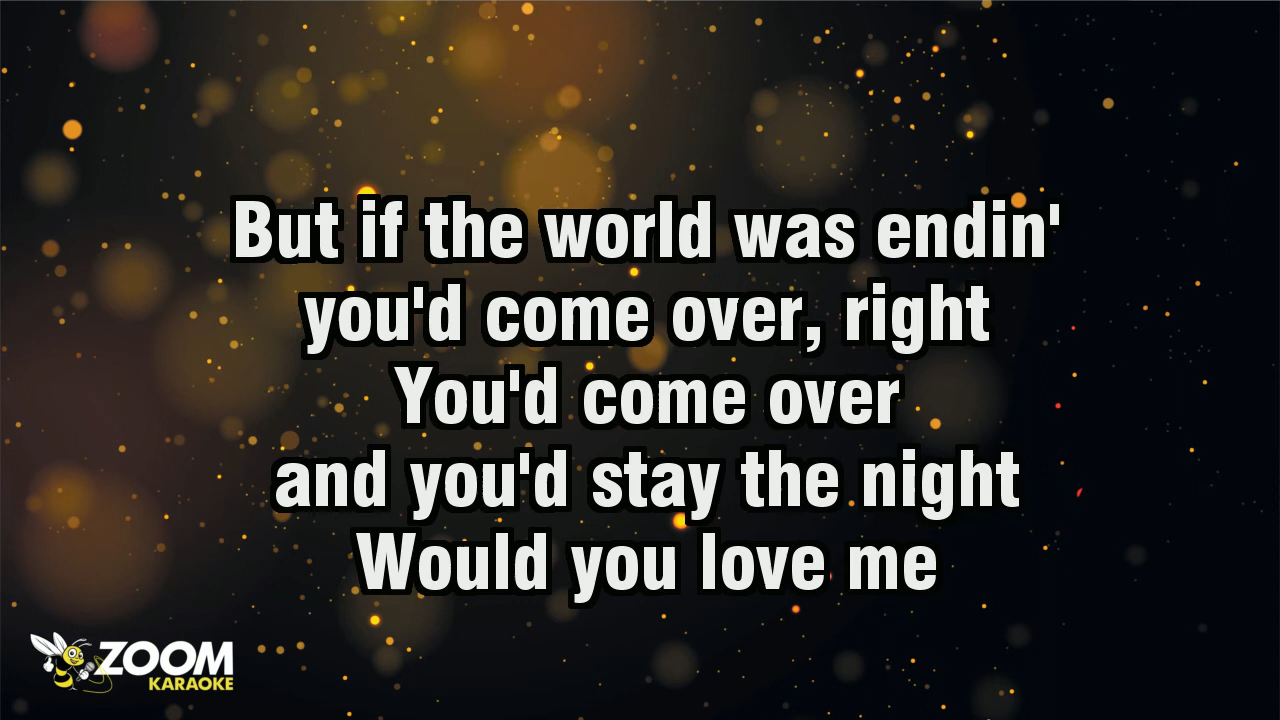 But if the world was endin'
you'd come over, right
You'd come over
and you'd stay the night
Would you love me
ZOOM
KARAOKE